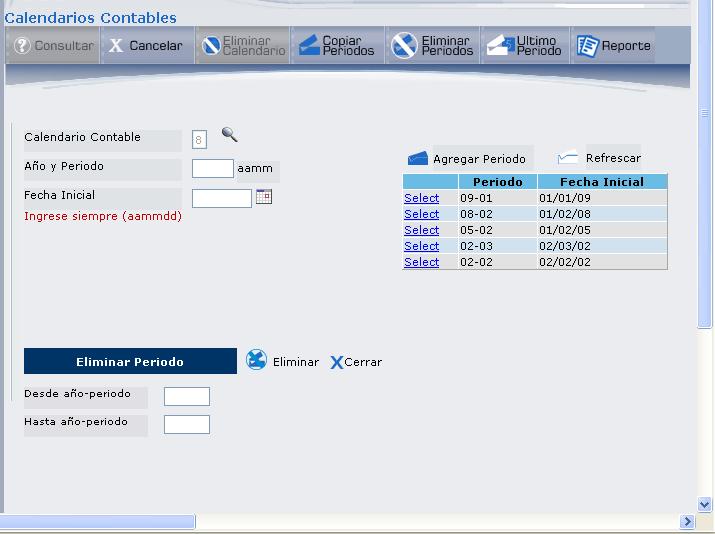 Calendarios Contables
Consultar X Cancelar Eliminar Calendario Copiar Periodos Eliminar Periodos Ultimo Periodo Reporte
Calendario Contable 8
Año y Periodo aamm
Fecha Inicial
Ingrese siempre (aammdd)
Agregar Periodo Refrescar
Periodo Fecha Inicial
Select 09-01 01/01/09
Select 08-02 01/02/08
Select 05-02 01/02/05
Select 02-03 02/03/02
Select 02-02 02/02/02
Eliminar Periodo Eliminar X Cerrar
Desde año-periodo
Hasta año-periodo